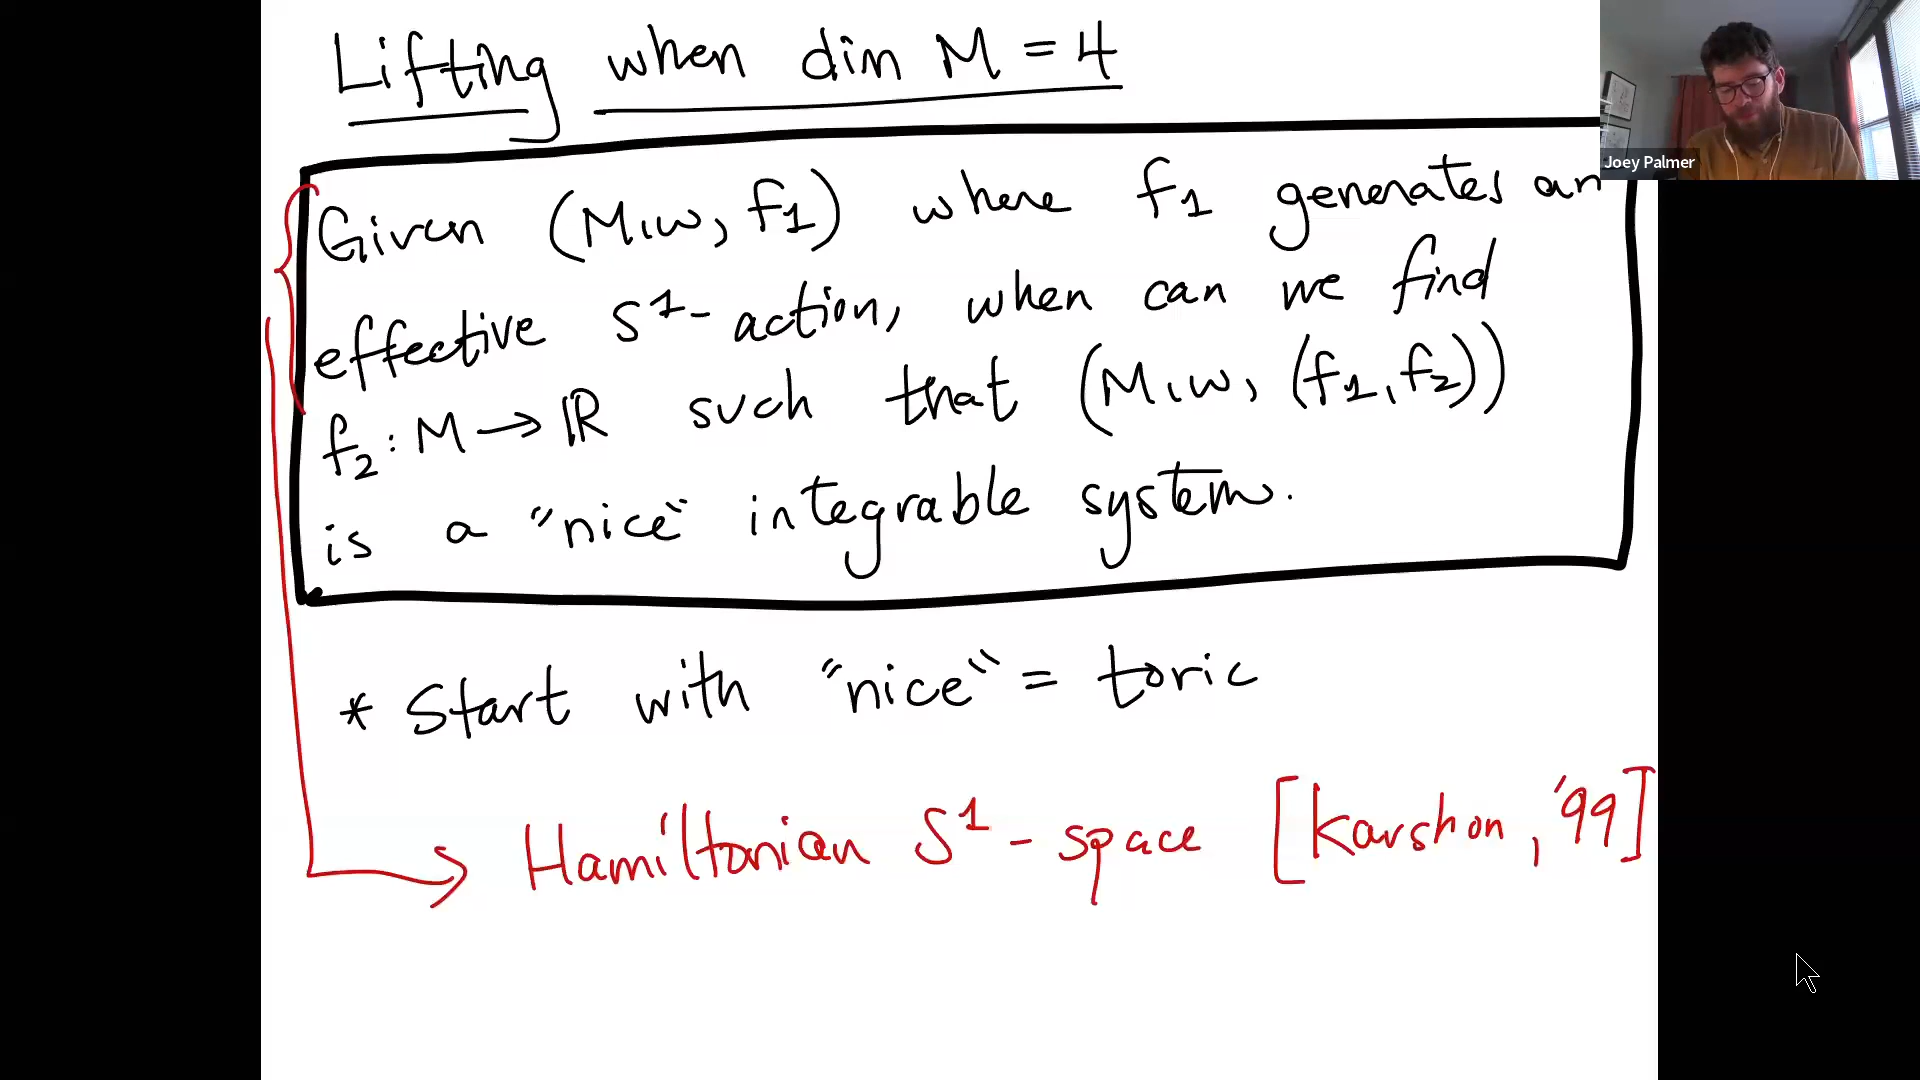 Lifting when dim M = 4
Joey Palmer
Given (M,ω, f1) where f1 generates an
effective S¹-action, when can we find
f2: M → ℝ such that (M,ω, (f1, f2))
is a "nice" integrable system.
* Start with "nice" = toric
Hamiltonian S¹-space [Karshon, '99]